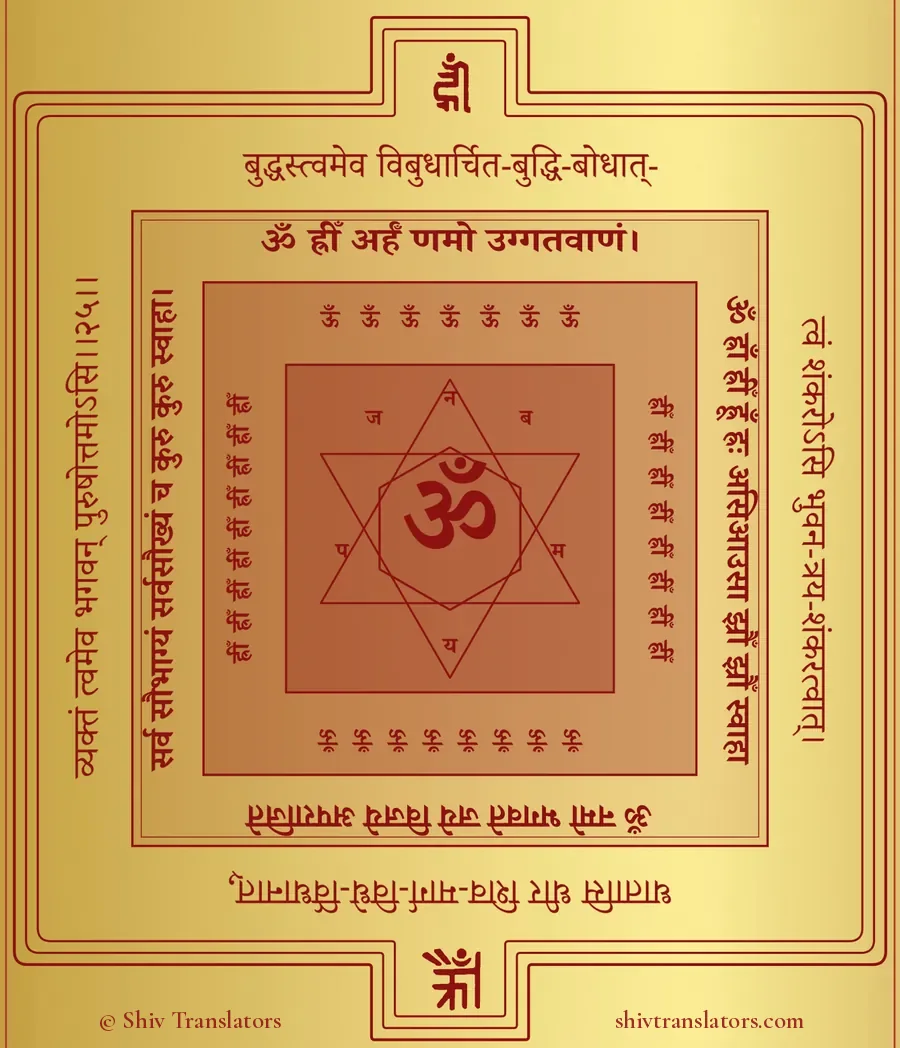 बुद्धस्त्वमेव विबुधार्चित-बुद्धि-बोधात्-
त्वं शंकरोऽसि भुवन-त्रय-शंकरत्वात्।
धातासि धीर शिव-मार्ग-विधे-र्विधानात्,
व्यक्तं त्वमेव भगवन् पुरुषोत्तमोऽसि।।२५।।
ॐ ह्रीँ अर्हं णमो उग्गतवाणं।
ॐ ह्राँ ह्रीँ ह्रूँ ह्रः असिआउसा स्वाहा
ॐ नमो भगवते जये विजये अपराजिते
सर्व सौभाग्यं सर्वसौख्यं च कुरु कुरु स्वाहा।
न
ज ब
ॐ
प म
य
© Shiv Translators
shivtranslators.com